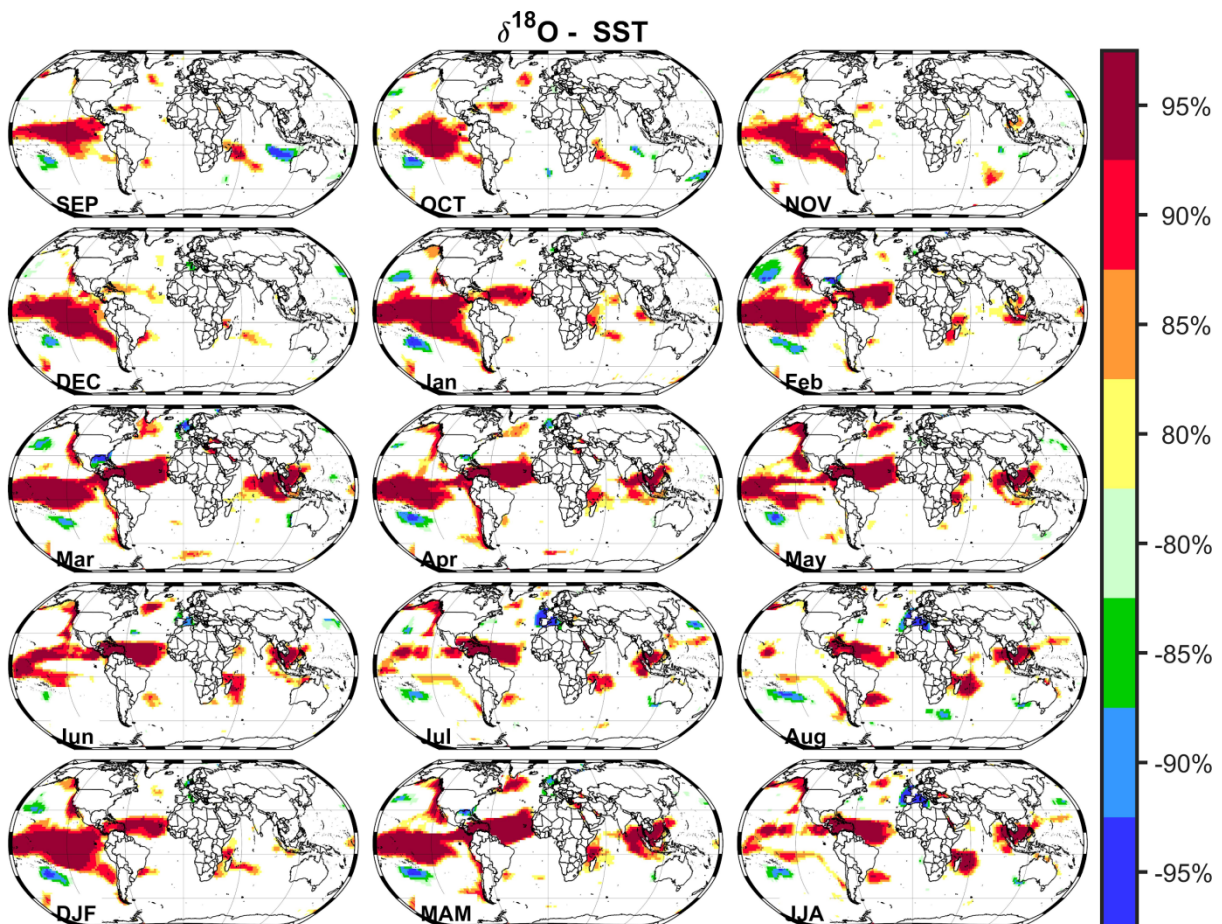 δ¹⁸O - SST
SEP
OCT
NOV
DEC
Jan
Feb
Mar
Apr
May
Jun
Jul
Aug
DJF
MAM
JJA
95%
90%
85%
80%
-80%
-85%
-90%
-95%